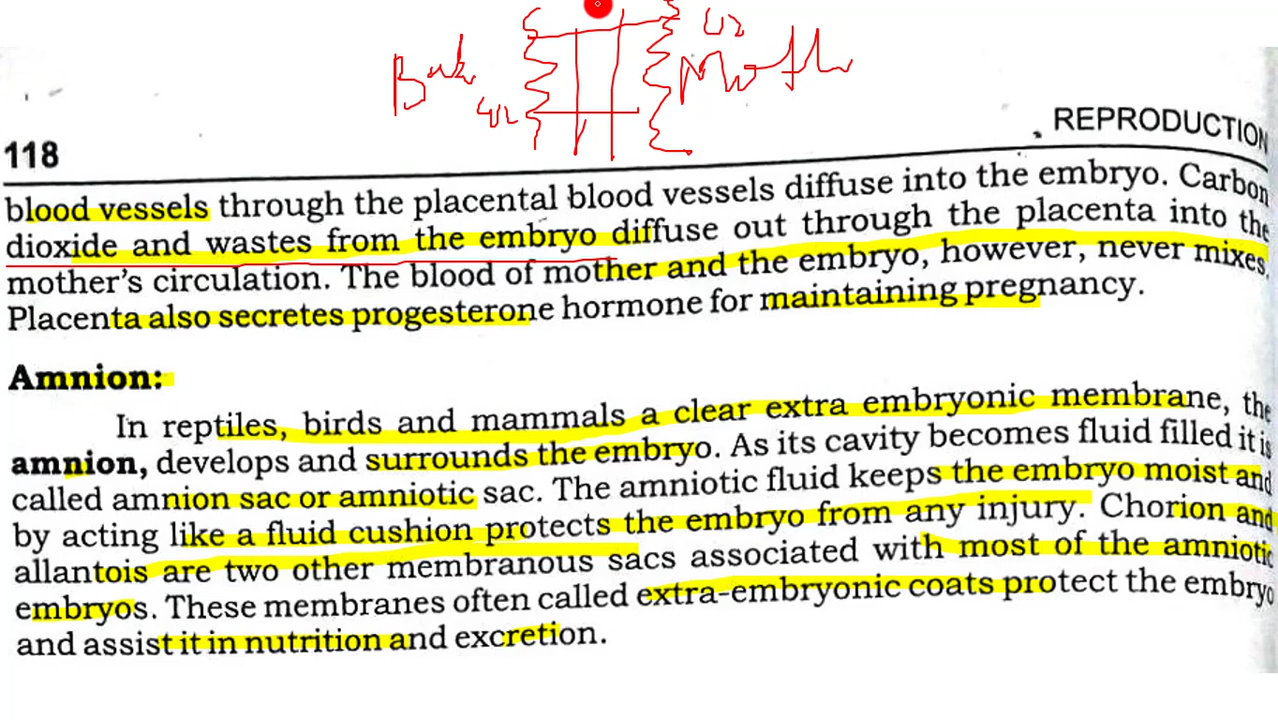 118
REPRODUCTION
blood vessels through the placental blood vessels diffuse into the embryo. Carbon
dioxide and wastes from the embryo diffuse out through the placenta into the
mother's circulation. The blood of mother and the embryo, however, never mixes.
Placenta also secretes progesterone hormone for maintaining pregnancy.
Amnion:
In reptiles, birds and mammals a clear extra embryonic membrane, the
amnion, develops and surrounds the embryo. As its cavity becomes fluid filled it is
called amnion sac or amniotic sac. The amniotic fluid keeps the embryo moist and
by acting like a fluid cushion protects the embryo from any injury. Chorion and
allantois are two other membranous sacs associated with most of the amniotic
embryos. These membranes often called extra-embryonic coats protect the embryo
and assist it in nutrition and excretion.